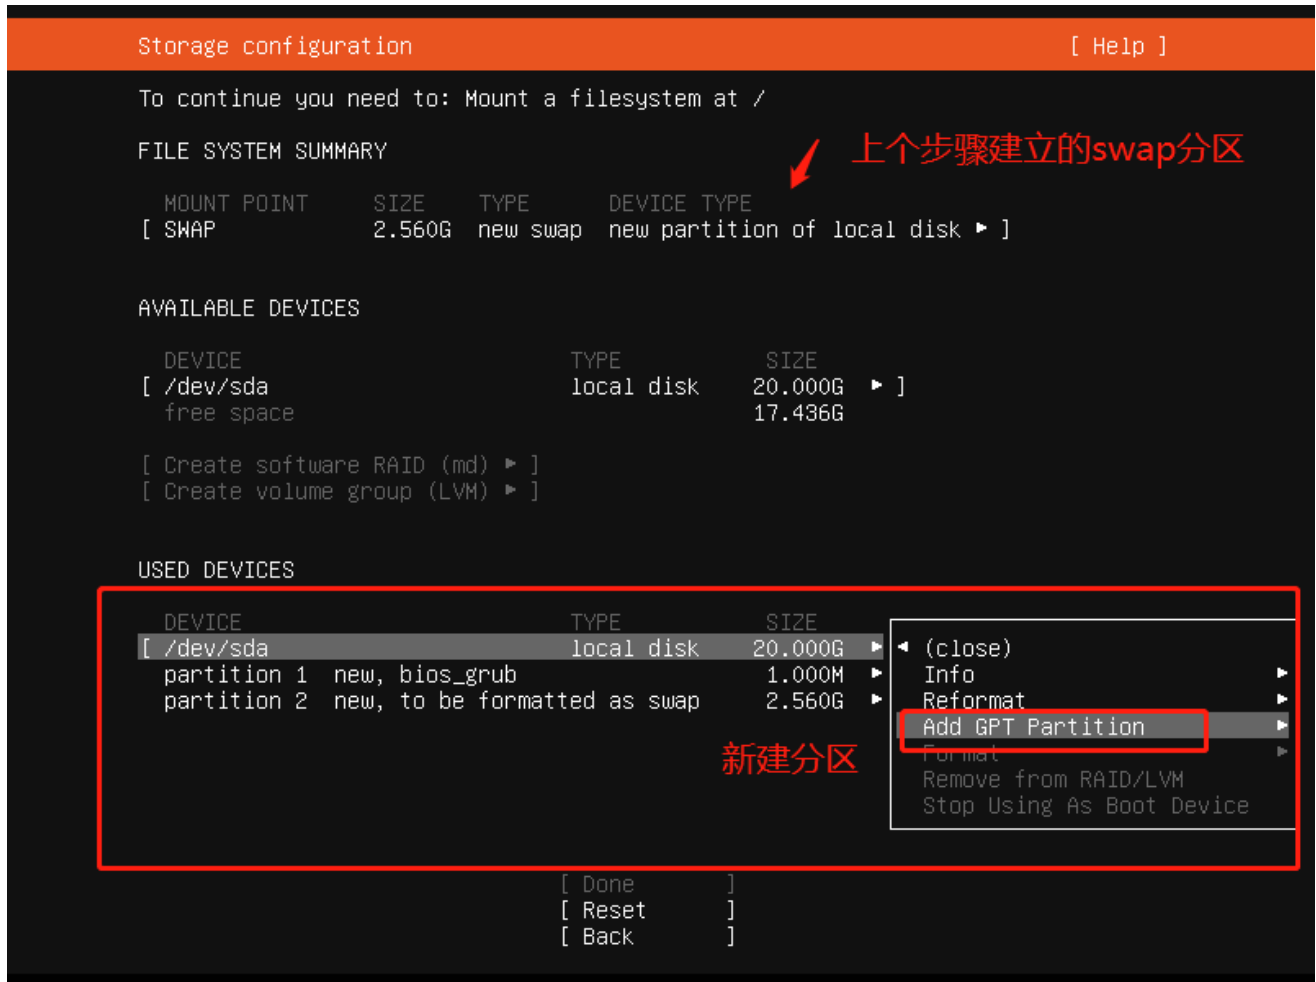 Storage configuration [ Help ]
To continue you need to: Mount a filesystem at /
上个步骤建立的swap分区
FILE SYSTEM SUMMARY
MOUNT POINT SIZE TYPE DEVICE TYPE
[ SWAP 2.560G new swap new partition of local disk ▸ ]
AVAILABLE DEVICES
DEVICE TYPE SIZE
[ /dev/sda local disk 20.000G ▸ ]
free space 17.436G
[ Create software RAID (md) ▸ ]
[ Create volume group (LVM) ▸ ]
USED DEVICES
DEVICE TYPE SIZE
[ /dev/sda local disk 20.000G ▸ ◂ (close)
partition 1 new, bios_grub 1.000M ▸ Info ▸
partition 2 new, to be formatted as swap 2.560G ▸ Reformat ▸
Add GPT Partition ▸
新建分区
Format ▸
Remove from RAID/LVM
Stop Using As Boot Device
[ Done ]
[ Reset ]
[ Back ]